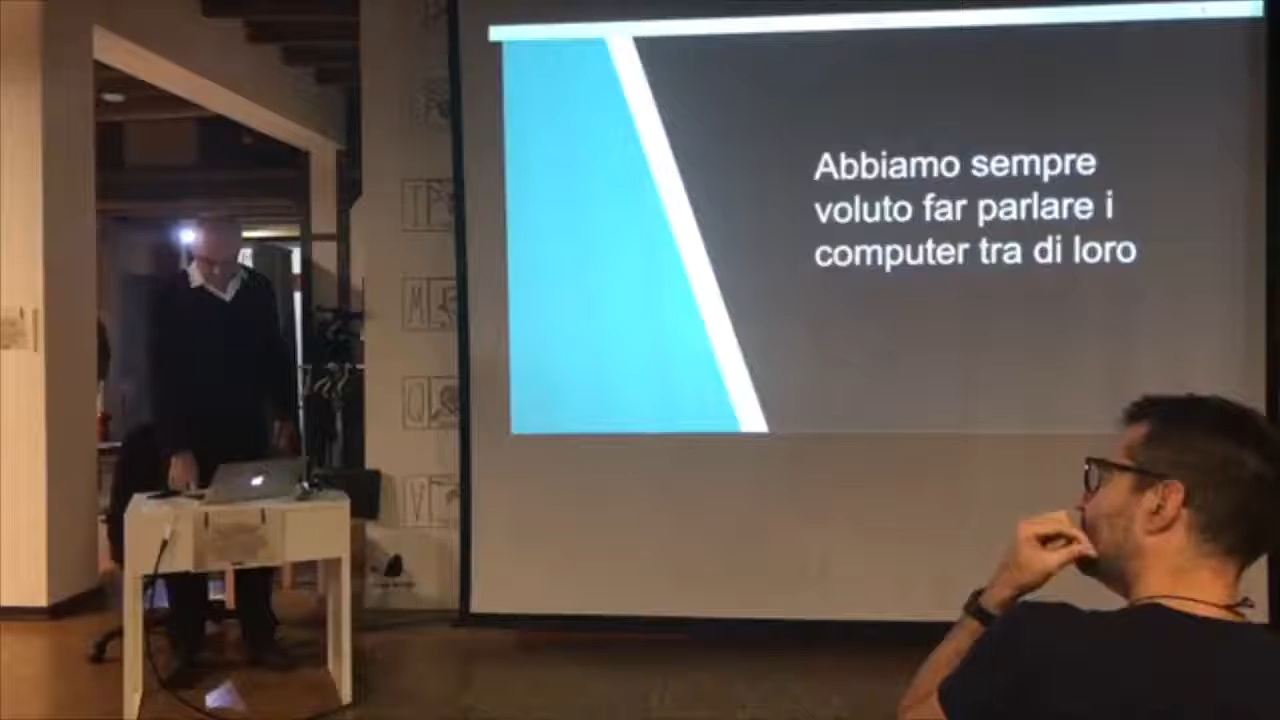 Abbiamo sempre
voluto far parlare i
computer tra di loro
I
M
Q
V